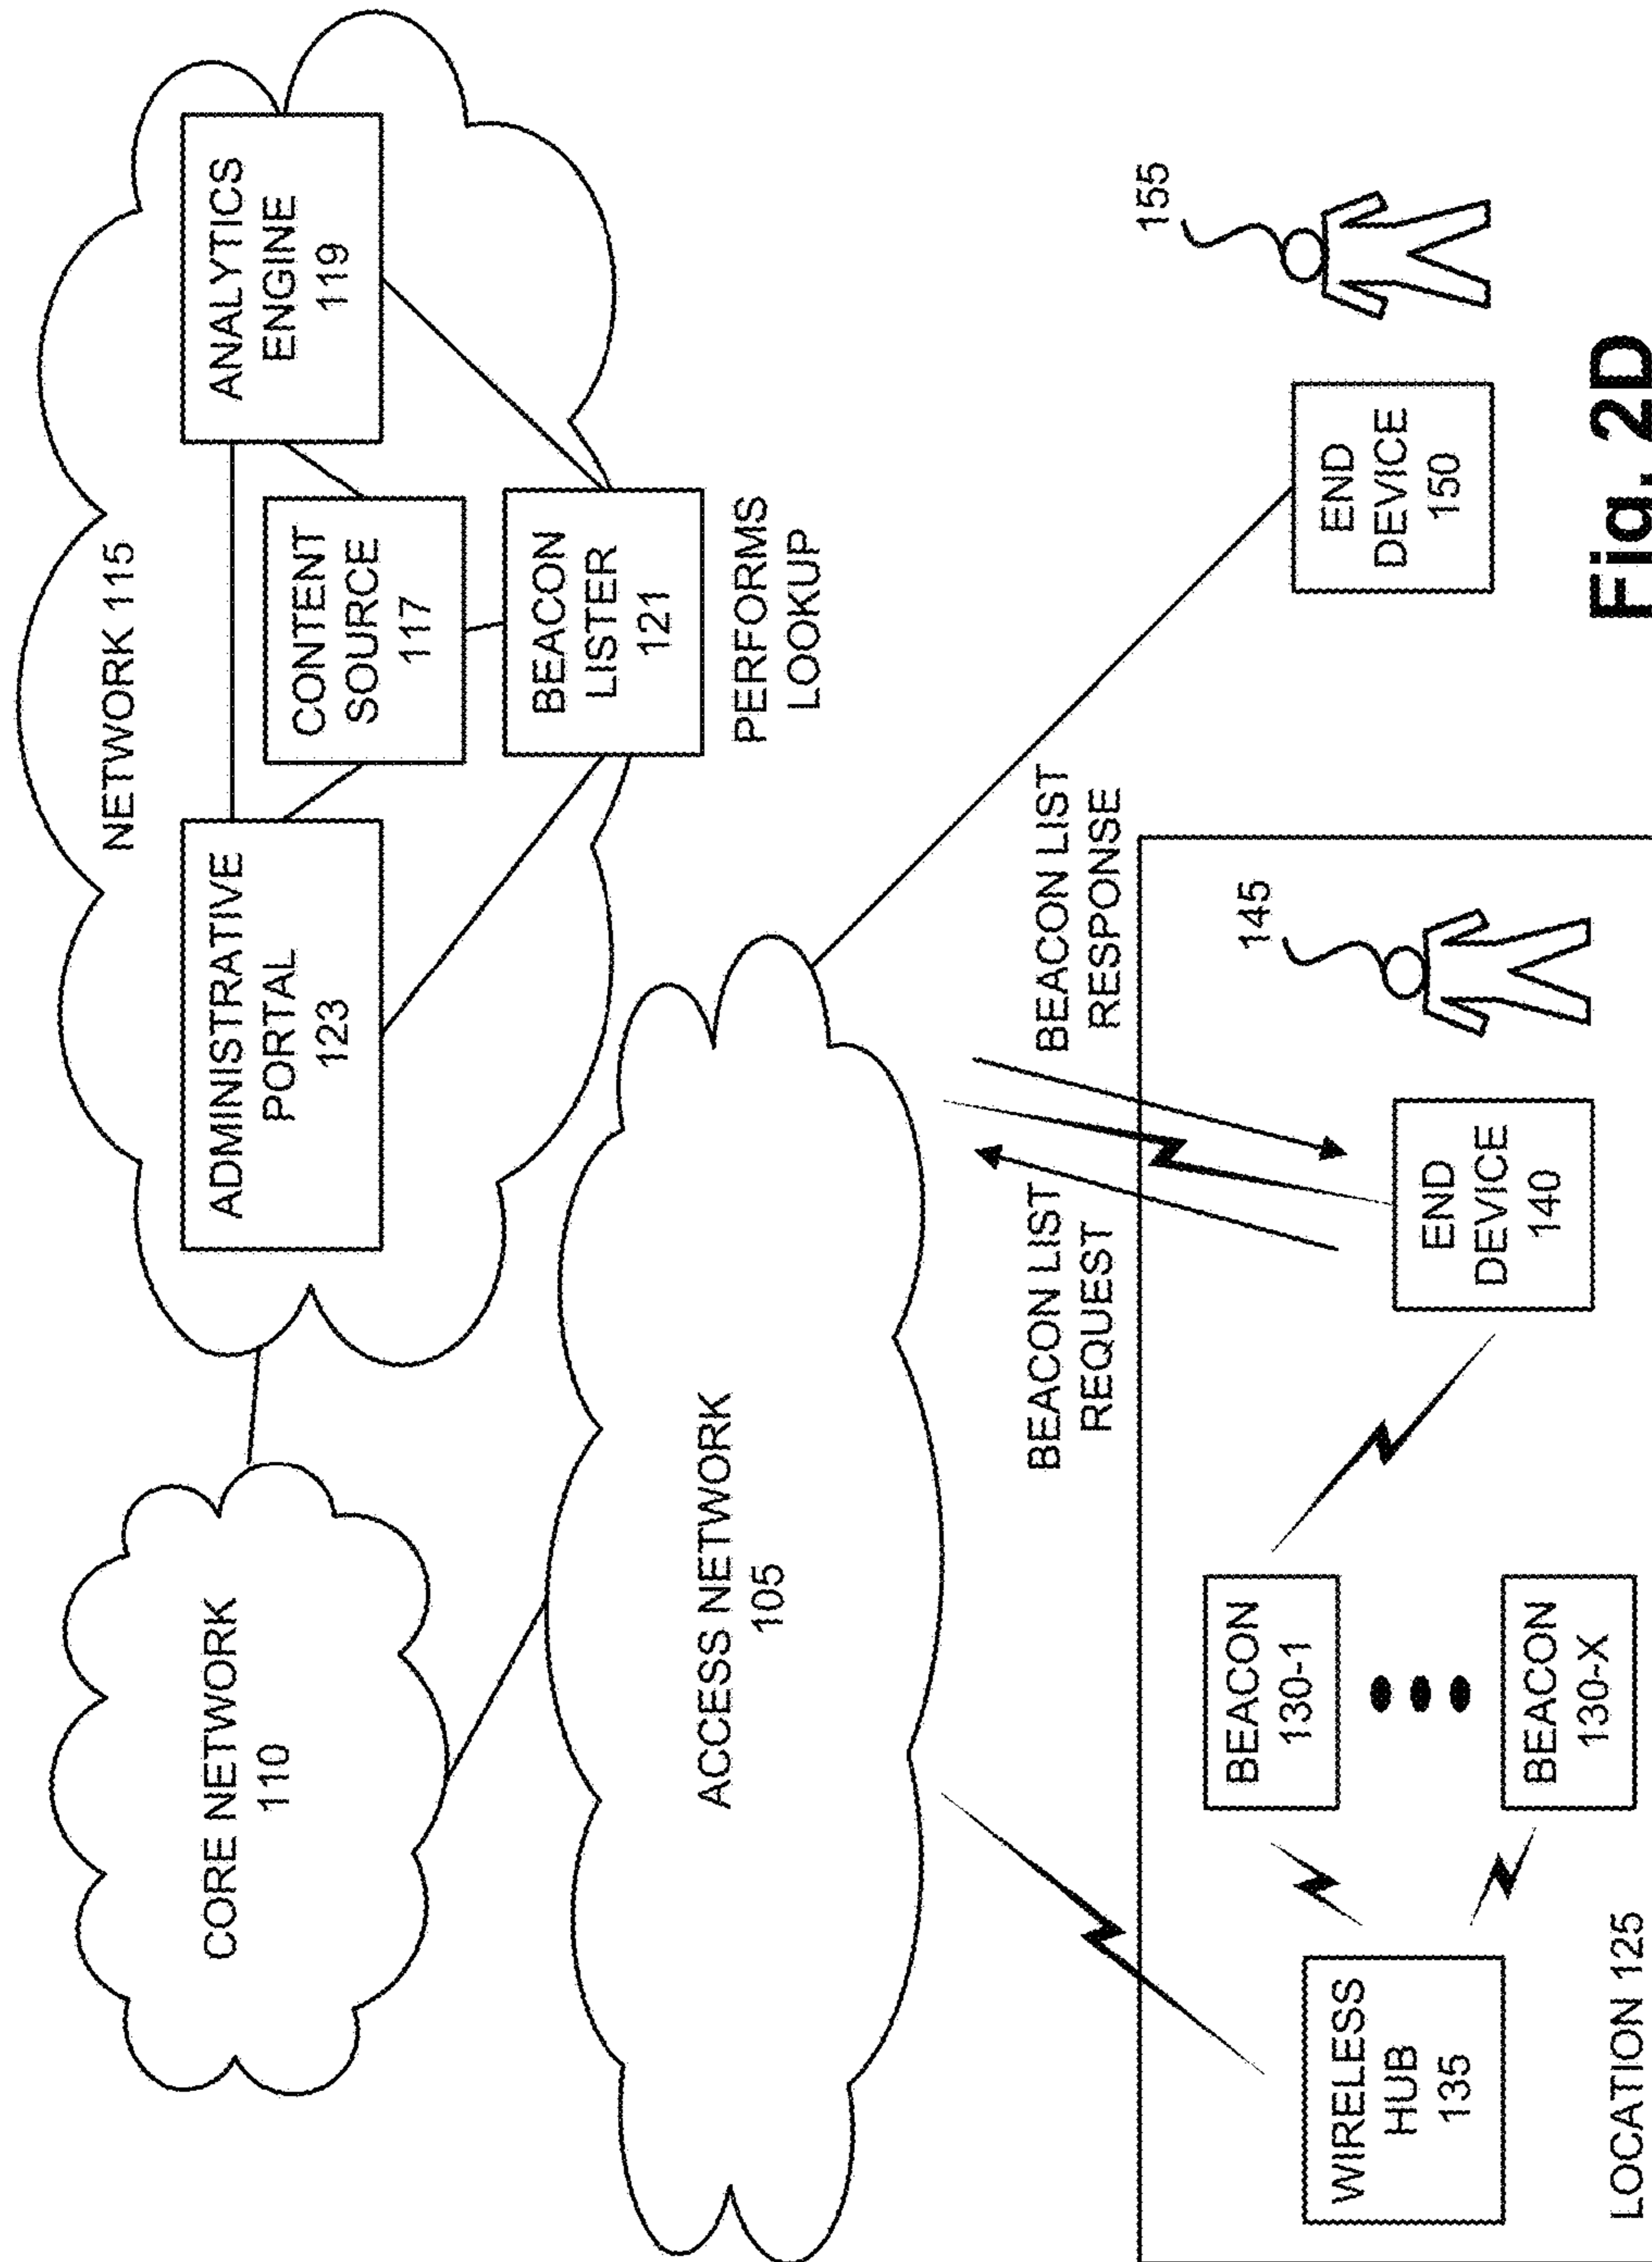 NETWORK 115
CORE NETWORK
110
ADMINISTRATIVE
PORTAL
123
CONTENT
SOURCE
117
ANALYTICS
ENGINE
119
BEACON
LISTER
121
PERFORMS
LOOKUP
ACCESS NETWORK
105
BEACON LIST
REQUEST
BEACON LIST
RESPONSE
WIRELESS
HUB
135
BEACON
130-1
BEACON
130-X
END
DEVICE
140
145
END
DEVICE
150
155
LOCATION 125
Fig. 2D